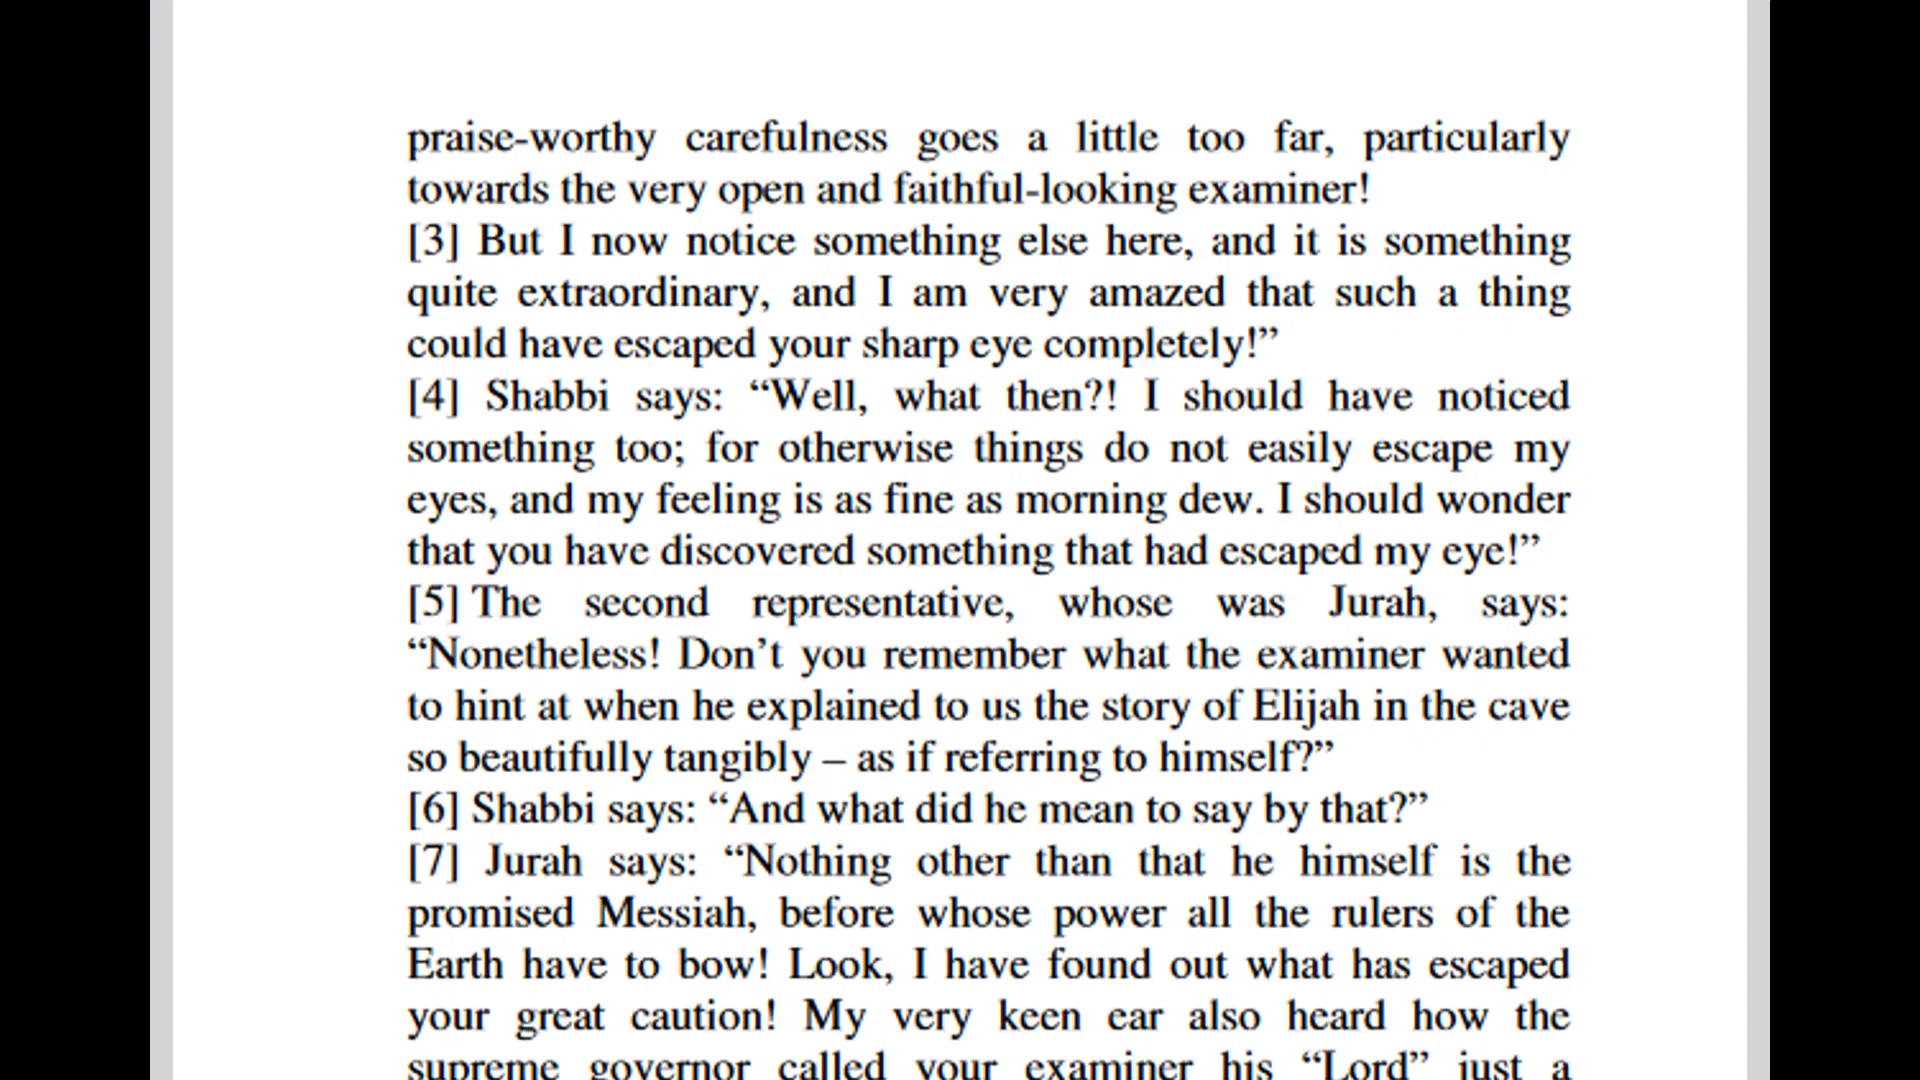 praise-worthy carefulness goes a little too far, particularly
towards the very open and faithful-looking examiner!
[3] But I now notice something else here, and it is something
quite extraordinary, and I am very amazed that such a thing
could have escaped your sharp eye completely!”
[4] Shabbi says: “Well, what then?! I should have noticed
something too; for otherwise things do not easily escape my
eyes, and my feeling is as fine as morning dew. I should wonder
that you have discovered something that had escaped my eye!”
[5] The second representative, whose was Jurah, says:
“Nonetheless! Don’t you remember what the examiner wanted
to hint at when he explained to us the story of Elijah in the cave
so beautifully tangibly – as if referring to himself?”
[6] Shabbi says: “And what did he mean to say by that?”
[7] Jurah says: “Nothing other than that he himself is the
promised Messiah, before whose power all the rulers of the
Earth have to bow! Look, I have found out what has escaped
your great caution! My very keen ear also heard how the
supreme governor called your examiner his “Lord” just a